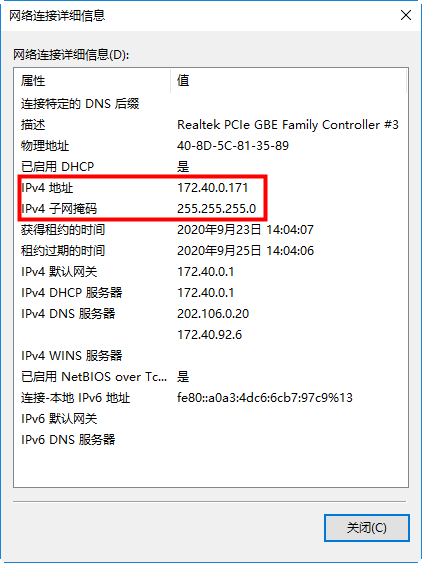 网络连接详细信息
网络连接详细信息(D):
属性 值
连接特定的 DNS 后缀
描述 Realtek PCIe GBE Family Controller #3
物理地址 40-8D-5C-81-35-89
已启用 DHCP 是
IPv4 地址 172.40.0.171
IPv4 子网掩码 255.255.255.0
获得租约的时间 2020年9月23日 14:04:07
租约过期的时间 2020年9月25日 14:04:06
IPv4 默认网关 172.40.0.1
IPv4 DHCP 服务器 172.40.0.1
IPv4 DNS 服务器 202.106.0.20
172.40.92.6
IPv4 WINS 服务器
已启用 NetBIOS over Tc... 是
连接-本地 IPv6 地址 fe80::a0a3:4dc6:6cb7:97c9%13
IPv6 默认网关
IPv6 DNS 服务器
关闭(C)